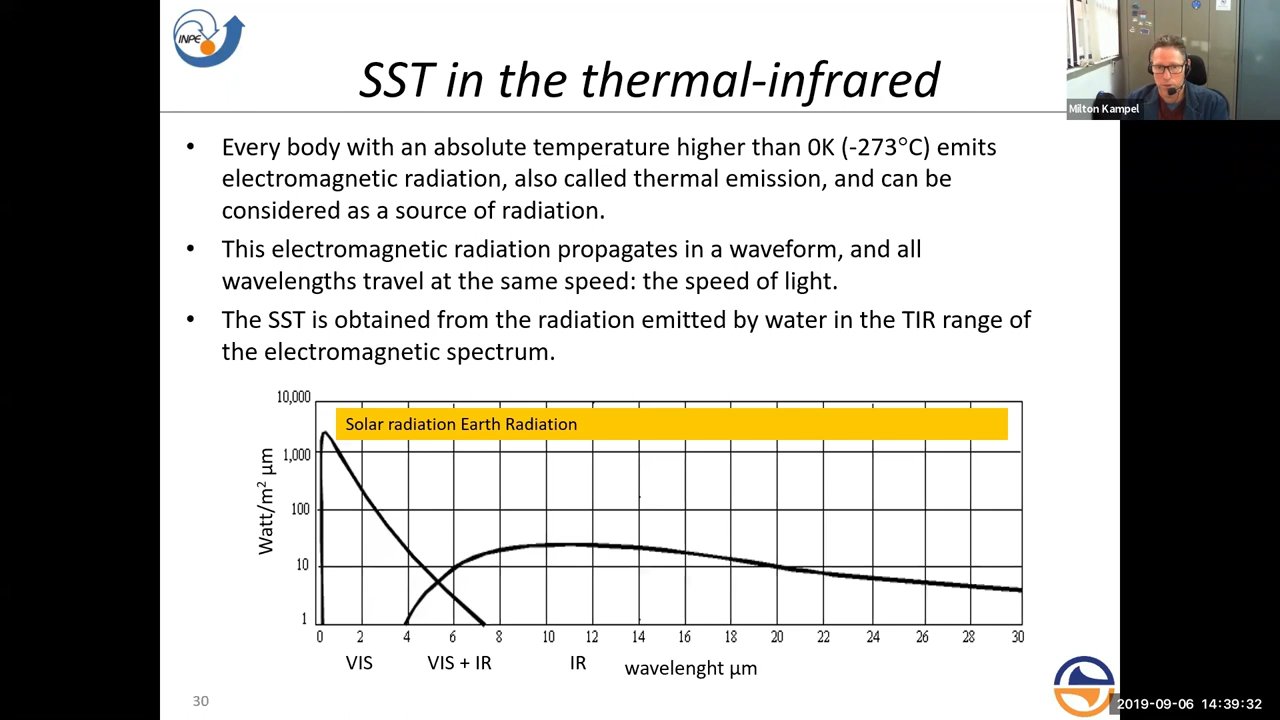 INPE
SST in the thermal-infrared
Milton Kampel
• Every body with an absolute temperature higher than 0K (-273°C) emits
electromagnetic radiation, also called thermal emission, and can be
considered as a source of radiation.
• This electromagnetic radiation propagates in a waveform, and all
wavelengths travel at the same speed: the speed of light.
• The SST is obtained from the radiation emitted by water in the TIR range of
the electromagnetic spectrum.
Solar radiation Earth Radiation
Watt/m² µm
10,000
1,000
100
10
1
0 2 4 6 8 10 12 14 16 18 20 22 24 26 28 30
VIS VIS + IR IR wavelenght µm
30
2019-09-06 14:39:32